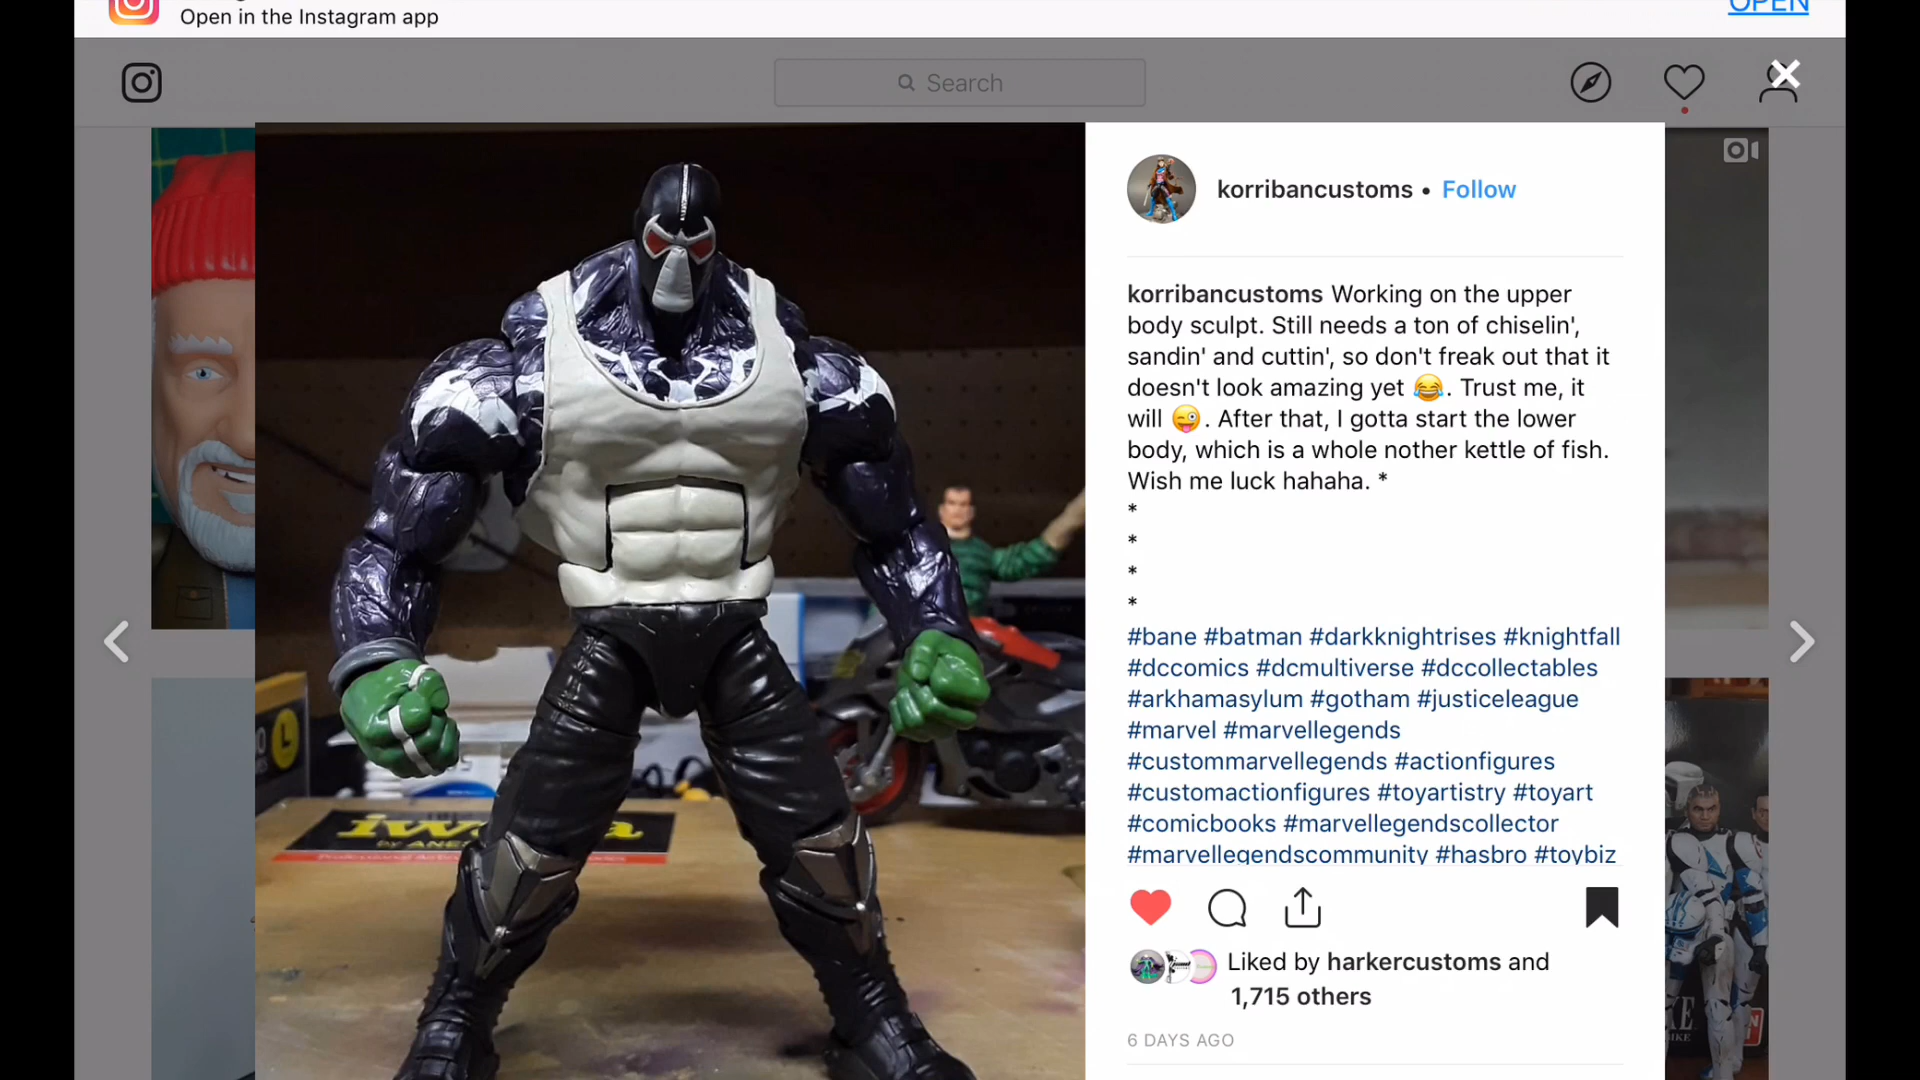 Open in the Instagram app
OPEN
Search
korribancustoms • Follow
korribancustoms Working on the upper
body sculpt. Still needs a ton of chiselin',
sandin' and cuttin', so don't freak out that it
doesn't look amazing yet 😂. Trust me, it
will 😜. After that, I gotta start the lower
body, which is a whole nother kettle of fish.
Wish me luck hahaha. *
*
*
*
*
#bane #batman #darkknightrises #knightfall
#dccomics #dcmultiverse #dccollectables
#arkhamasylum #gotham #justiceleague
#marvel #marvellegends
#custommarvellegends #actionfigures
#customactionfigures #toyartistry #toyart
#comicbooks #marvellegendscollector
#marvellegendscommunity #hasbro #toybiz
Liked by harkercustoms and
1,715 others
6 DAYS AGO